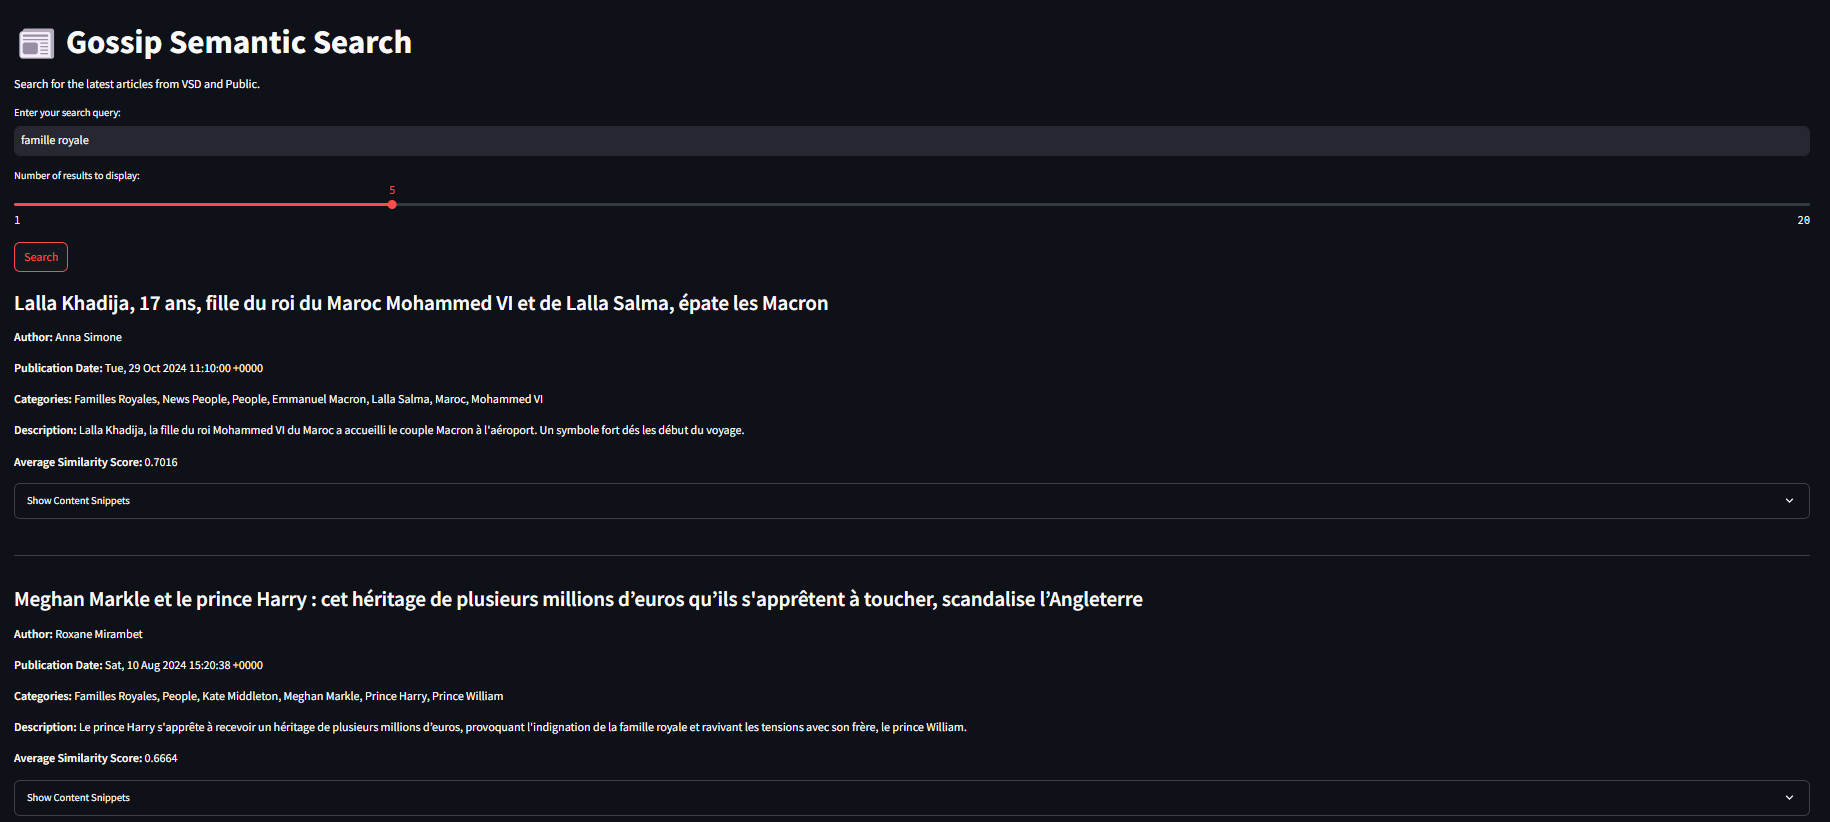 Gossip Semantic Search
Search for the latest articles from VSD and Public.
Enter your search query:
famille royale
Number of results to display:
5
1
20
Search
Lalla Khadija, 17 ans, fille du roi du Maroc Mohammed VI et de Lalla Salma, épate les Macron
Author: Anna Simone
Publication Date: Tue, 29 Oct 2024 11:10:00 +0000
Categories: Familles Royales, News People, People, Emmanuel Macron, Lalla Salma, Maroc, Mohammed VI
Description: Lalla Khadija, la fille du roi Mohammed VI du Maroc a accueilli le couple Macron à l'aéroport. Un symbole fort dés les début du voyage.
Average Similarity Score: 0.7016
Show Content Snippets
Meghan Markle et le prince Harry : cet héritage de plusieurs millions d’euros qu’ils s'apprêtent à toucher, scandalise l’Angleterre
Author: Roxane Mirambet
Publication Date: Sat, 10 Aug 2024 15:20:38 +0000
Categories: Familles Royales, People, Kate Middleton, Meghan Markle, Prince Harry, Prince William
Description: Le prince Harry s'apprête à recevoir un héritage de plusieurs millions d’euros, provoquant l'indignation de la famille royale et ravivant les tensions avec son frère, le prince William.
Average Similarity Score: 0.6664
Show Content Snippets